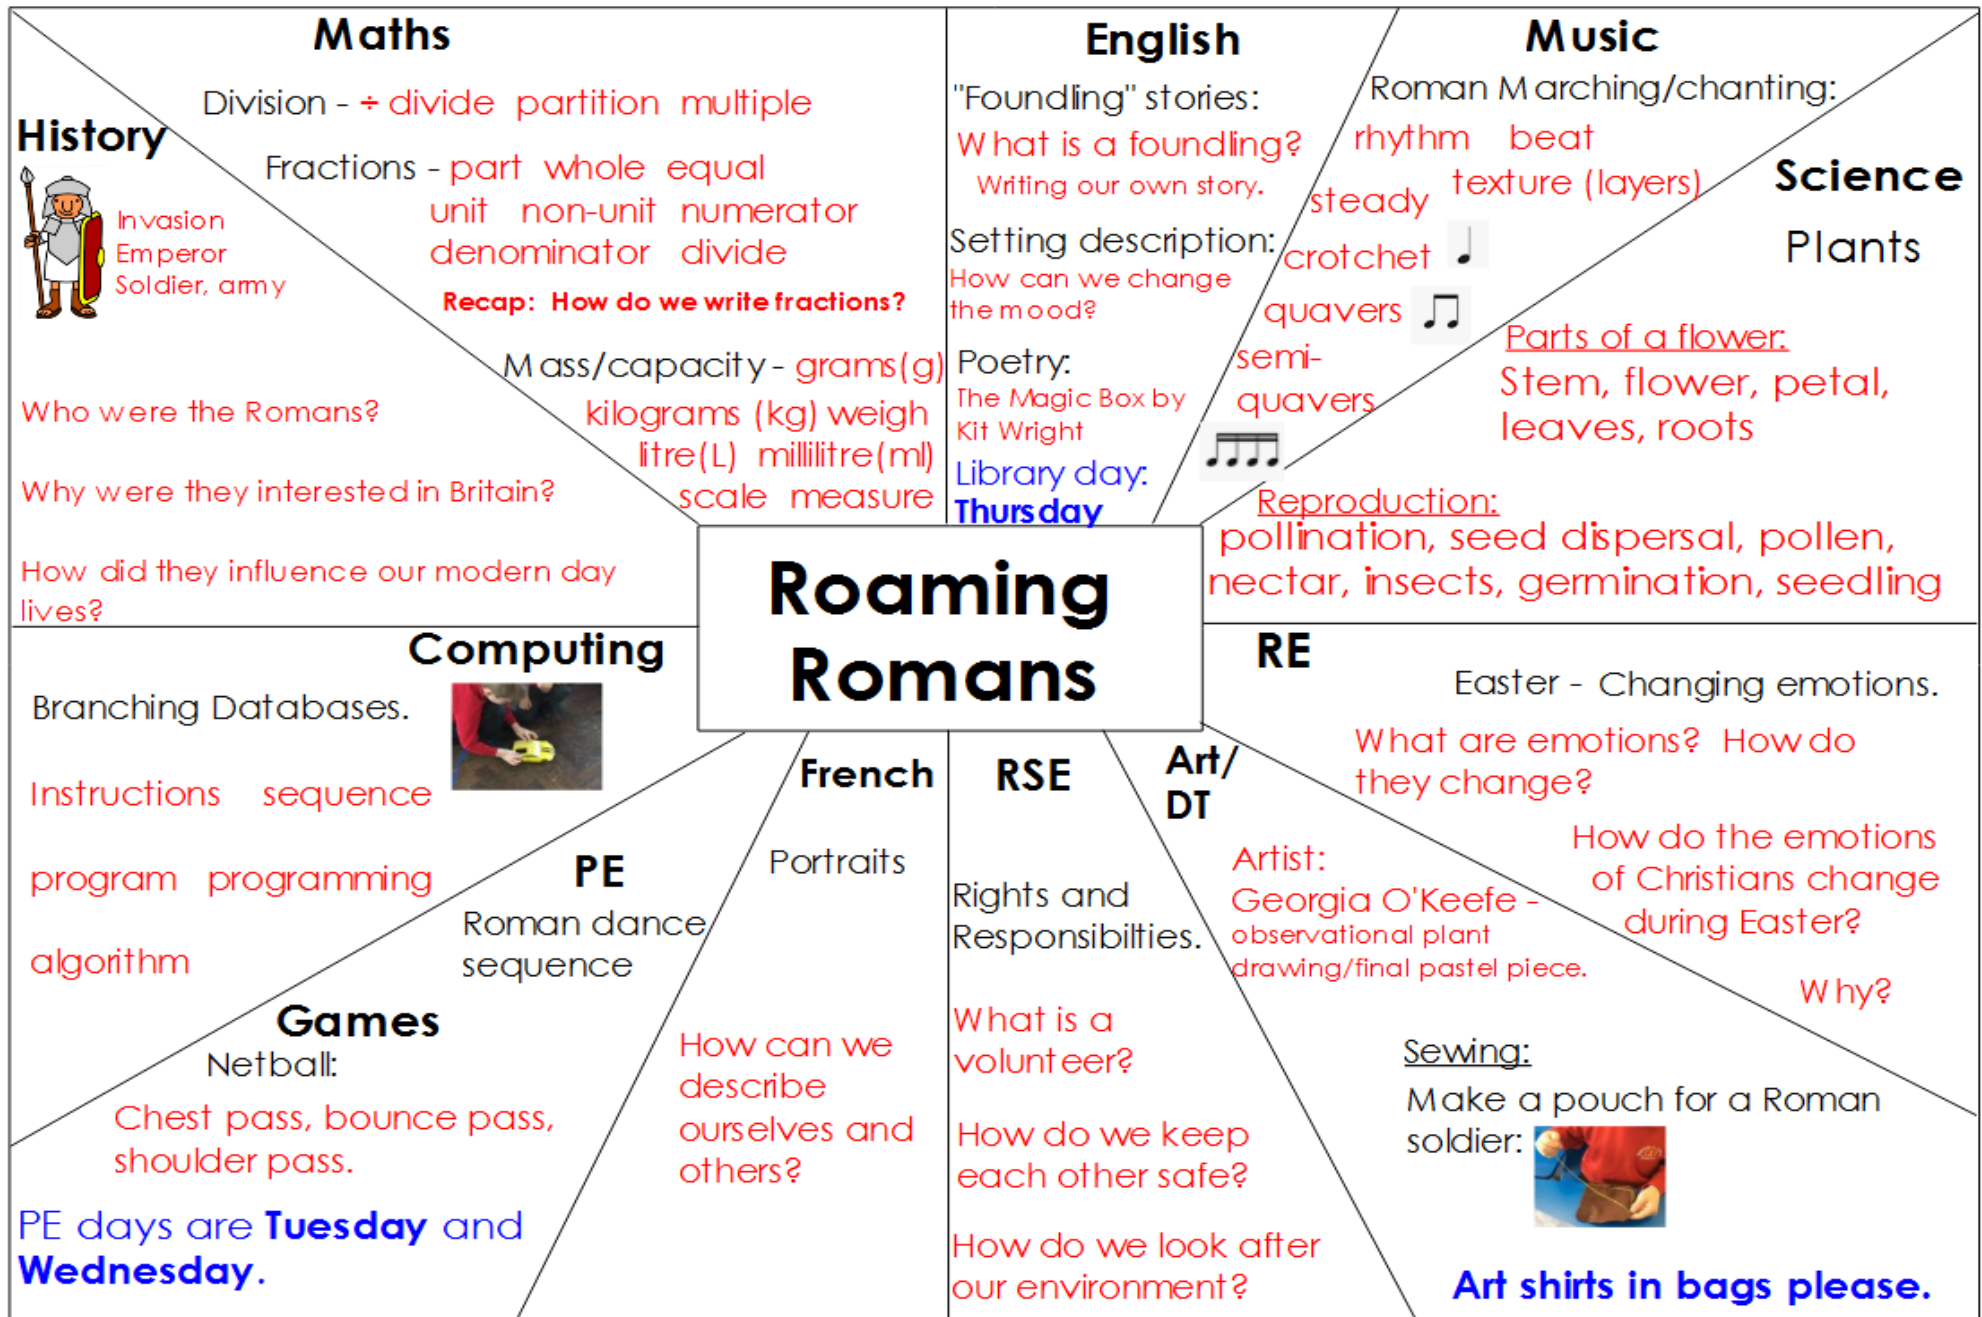 Maths
Division - ÷ divide partition multiple
Fractions - part whole equal
unit non-unit numerator
denominator divide
Recap: How do we write fractions?
Mass/capacity - grams(g)
kilograms (kg) weigh
litre(L) millilitre(ml)
scale measure
English
"Foundling" stories:
What is a foundling?
Writing our own story.
Setting description:
How can we change
the mood?
Poetry:
The Magic Box by
Kit Wright
Library day:
Thursday
Music
Roman Marching/chanting:
rhythm beat
texture (layers)
steady
crotchet
quavers
semi-
quavers
Science
Plants
Parts of a flower:
Stem, flower, petal,
leaves, roots
Reproduction:
pollination, seed dispersal, pollen,
nectar, insects, germination, seedling
History
Invasion
Emperor
Soldier, army
Who were the Romans?
Why were they interested in Britain?
How did they influence our modern day
lives?
Roaming
Romans
Computing
Branching Databases.
Instructions sequence
program programming
algorithm
PE
Roman dance
sequence
Games
Netball:
Chest pass, bounce pass,
shoulder pass.
PE days are Tuesday and
Wednesday.
French
Portraits
How can we
describe
ourselves and
others?
RSE
Rights and
Responsibilties.
What is a
volunteer?
How do we keep
each other safe?
How do we look after
our environment?
Art/
DT
Artist:
Georgia O'Keefe -
observational plant
drawing/final pastel piece.
Sewing:
Make a pouch for a Roman
soldier:
Art shirts in bags please.
RE
Easter - Changing emotions.
What are emotions? How do
they change?
How do the emotions
of Christians change
during Easter?
Why?